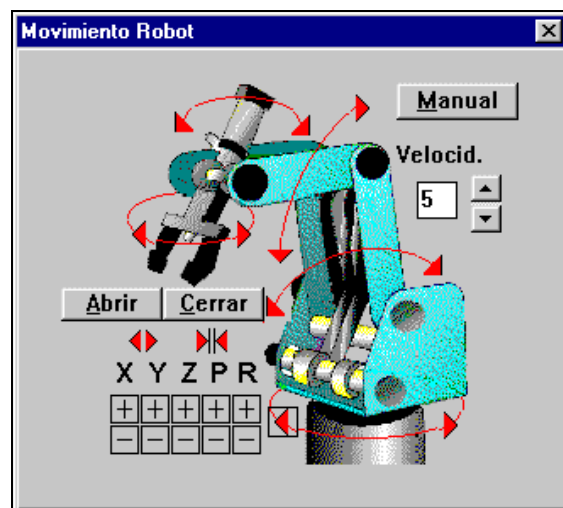 Movimiento Robot
Manual
Velocid.
5
Abrir Cerrar
X Y Z P R
+ + + + +
− − − − −